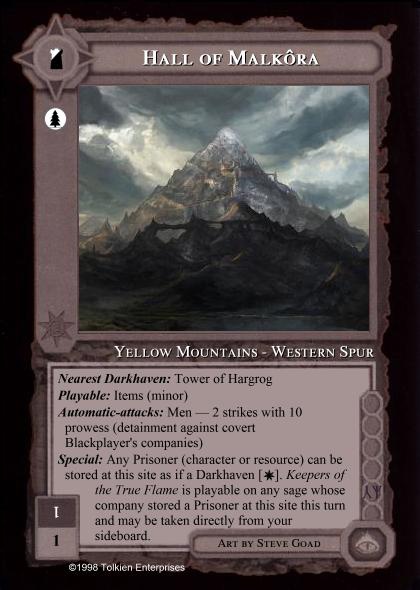 HALL OF MALKÔRA
YELLOW MOUNTAINS - WESTERN SPUR
Nearest Darkhaven: Tower of Hargrog
Playable: Items (minor)
Automatic-attacks: Men — 2 strikes with 10
prowess (detainment against covert
Blackplayer's companies)
Special: Any Prisoner (character or resource) can be
stored at this site as if a Darkhaven [✷]. Keepers of
the True Flame is playable on any sage whose
company stored a Prisoner at this site this turn
and may be taken directly from your
sideboard.
1
1
ART BY STEVE GOAD
©1998 Tolkien Enterprises